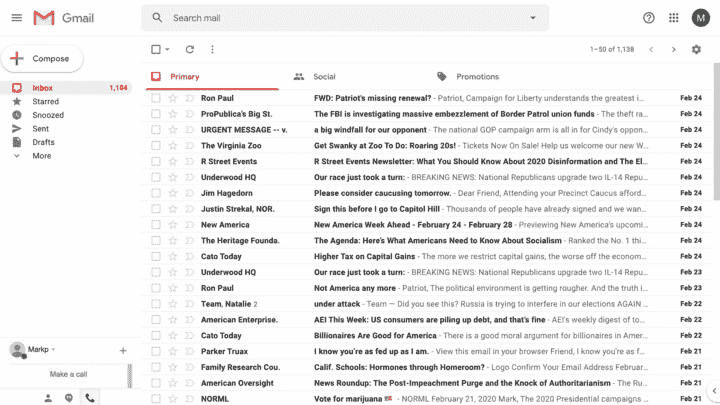 Gmail
Search mail
M
Compose
1–50 of 1,138
Primary
Social
Promotions
Inbox 1,104
Starred
Snoozed
Sent
Drafts
More
Ron Paul FWD: Patriot's missing renewal? - Patriot, Campaign for Liberty understands the greatest i... Feb 24
ProPublica's Big St. The FBI is investigating massive embezzlement of Border Patrol union funds - The theft ra... Feb 24
URGENT MESSAGE -- v. a big windfall for our opponent - The national GOP campaign arm is all in for Cindy's oppon... Feb 24
The Virginia Zoo Get Swanky at Zoo To Do: Roaring 20s! - Tickets Now On Sale! Help us welcome our new W... Feb 24
R Street Events R Street Events Newsletter: What You Should Know About 2020 Disinformation and The El... Feb 24
Underwood HQ Our race just took a turn: - BREAKING NEWS: National Republicans upgrade two IL-14 Repu... Feb 24
Jim Hagedorn Please consider caucusing tomorrow. - Dear Friend, Attending your Precinct Caucus afford... Feb 24
Justin Strekal, NOR. Sign this before I go to Capitol Hill - Thousands of people have already signed and we wan... Feb 24
New America New America Week Ahead - February 24 - February 28 - Previewing New America's upcomi... Feb 24
The Heritage Founda. The Agenda: Here's What Americans Need to Know About Socialism - Ranked the No. 1 thi... Feb 24
Cato Today Higher Tax on Capital Gains - The more we restrict capital gains, the worse off the econom... Feb 24
Underwood HQ Our race just took a turn: - BREAKING NEWS: National Republicans upgrade two IL-14 Repu... Feb 23
Ron Paul Not America any more - Patriot, The political environment is getting rougher. And the truth i... Feb 23
Team, Natalie 2 under attack - Team — Did you see this? Russia is trying to interfere in our elections AGAIN ... Feb 22
American Enterprise. AEI This Week: US consumers are piling up debt, and that's fine - AEI's weekly digest of to... Feb 22
Cato Today Billionaires Are Good for America - There is a good moral argument for billionaires in Amer... Feb 22
Parker Truax I know you're as fed up as I am. - View this email in your browser Friend, I know you're as f... Feb 21
Family Research Cou. Calif. Schools: Hormones through Homeroom? - Logo Confirm Your Email Address Februar... Feb 21
American Oversight News Roundup: The Post-Impeachment Purge and the Knock of Authoritarianism - The Ru... Feb 21
NORML Vote for marijuana - NORML February 21, 2020 Mark, The 2020 Presidential campaigns ... Feb 21
Markp
Make a call